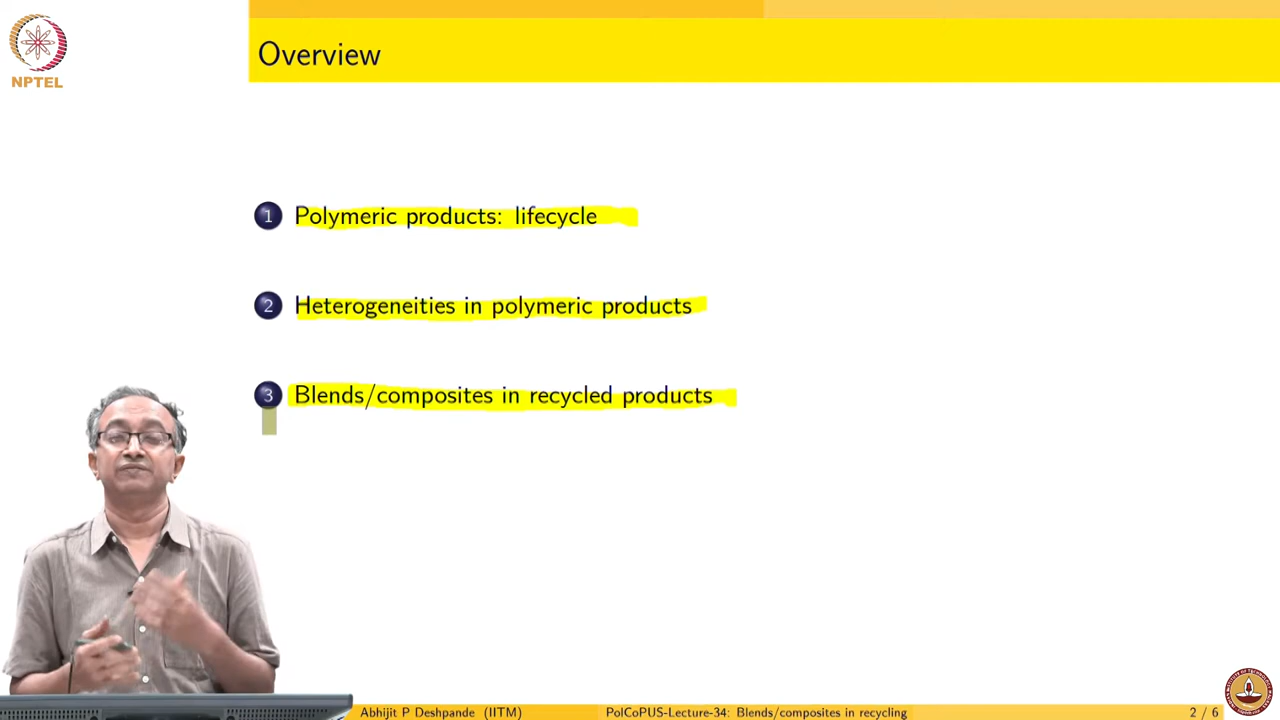 NPTEL
Overview
1 Polymeric products: lifecycle
2 Heterogeneities in polymeric products
3 Blends/composites in recycled products
Abhijit P Deshpande (IITM) PolCoPUS-Lecture-34: Blends/composites in recycling 2 / 6